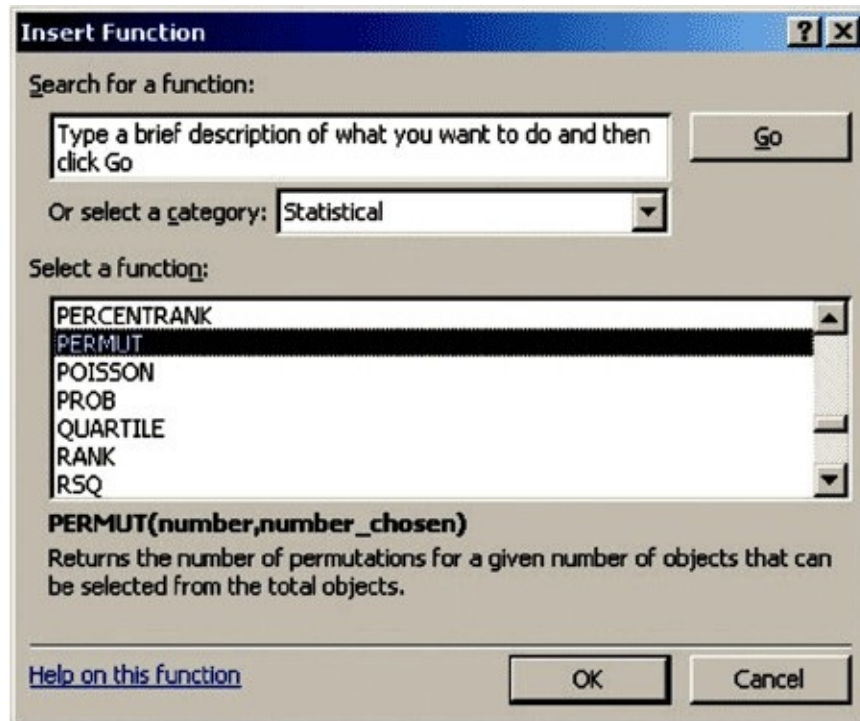 Insert Function
Search for a function:
Type a brief description of what you want to do and then
click Go
Go
Or select a category: Statistical
Select a function:
PERCENTRANK
PERMUT
POISSON
PROB
QUARTILE
RANK
RSQ
PERMUT(number,number_chosen)
Returns the number of permutations for a given number of objects that can
be selected from the total objects.
Help on this function
OK
Cancel